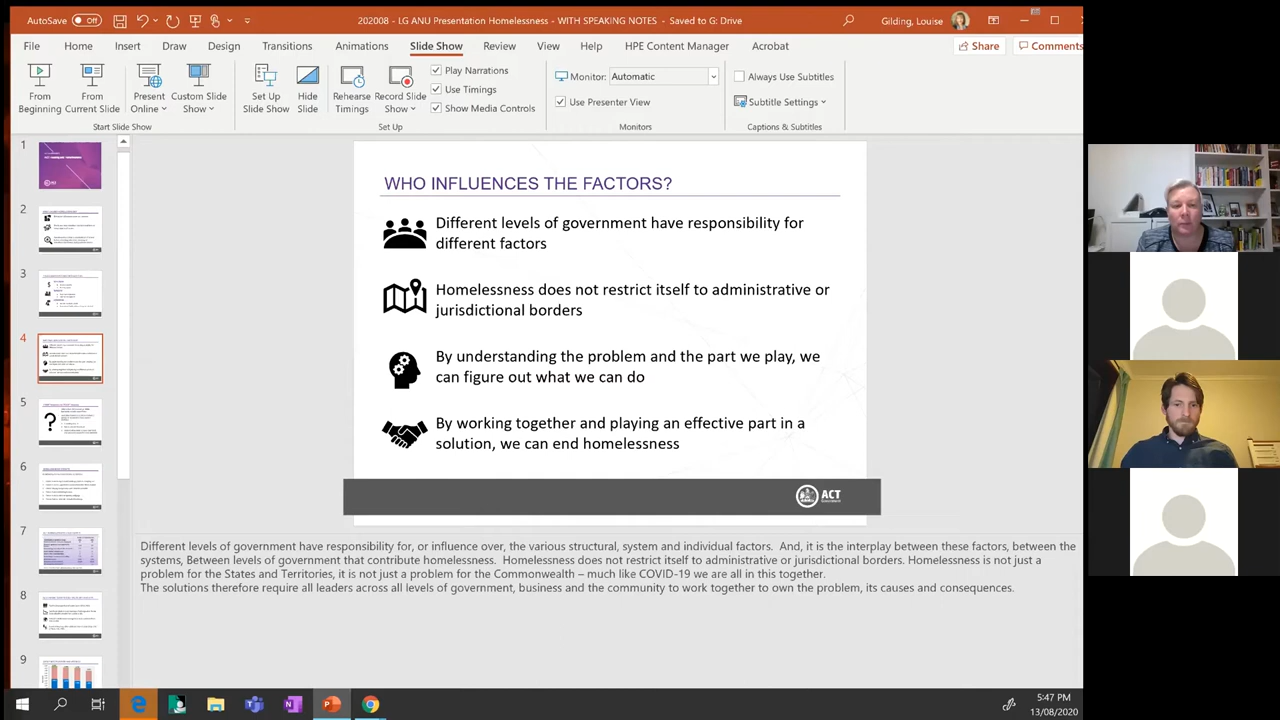 AutoSave Off
202008 - LG ANU Presentation Homelessness - WITH SPEAKING NOTES - Saved to G: Drive
Gilding, Louise
File Home Insert Draw Design Transitions Animations Slide Show Review View Help HPE Content Manager Acrobat
Share Comments
From Beginning
From Current Slide
Present Online
Custom Slide Show
Start Slide Show
Set Up Slide Show
Hide Slide
Rehearse Timings
Record Slide Show
Play Narrations
Use Timings
Show Media Controls
Set Up
Monitor: Automatic
Use Presenter View
Monitors
Always Use Subtitles
Subtitle Settings
Captions & Subtitles
1
2
3
4
5
6
7
8
9
WHO INFLUENCES THE FACTORS?
Different levels of government have responsibility for
different factors
Homelessness does not restrict itself to administrative or
jurisdictional borders
By understanding the problem and the part we play, we
can figure out what we can do
By working together and playing an effective part in a
solution, we can end homelessness
ACT
Government
Different levels of government have responsibility for, or influence over, the various structural, system and individual factors. And, it is the interplay between these factors, between the
systems, Between levels of government that contribute homelessness. Homelessness does not restrict itself to administrative or jurisdictional borders. Homelessness is not just a
problem for the States and Territories, it is not just a problem for the Commonwealth – much like COVID-19 we are all in this together.
The solutions therefore require all leaders across all levels of government, business and the community to work together to own the problem, its causes and consequences.
5:47 PM
13/08/2020